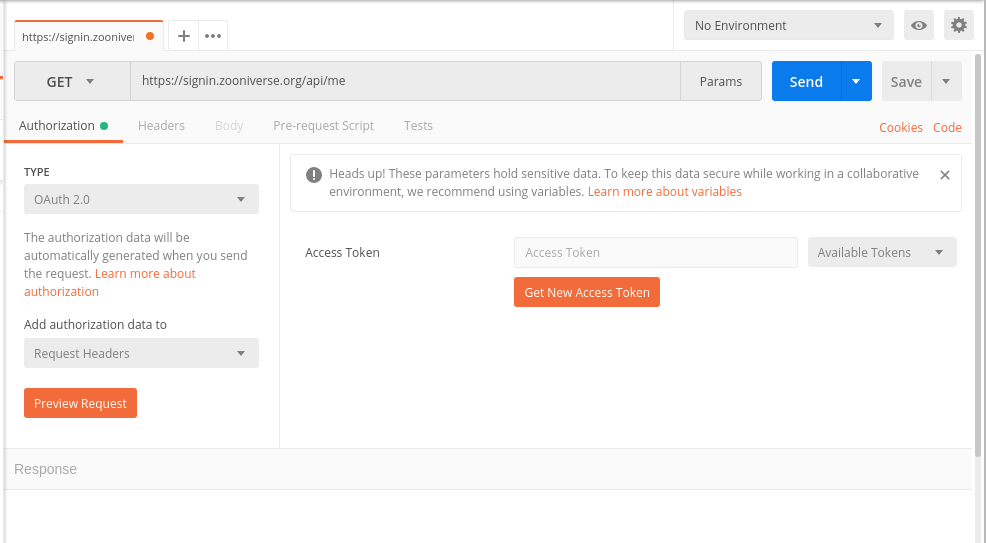 https://signin.zoonive
No Environment
GET
https://signin.zooniverse.org/api/me
Params
Send
Save
Authorization
Headers
Body
Pre-request Script
Tests
Cookies
Code
TYPE
OAuth 2.0
The authorization data will be
automatically generated when you send
the request. Learn more about
authorization
Add authorization data to
Request Headers
Preview Request
Heads up! These parameters hold sensitive data. To keep this data secure while working in a collaborative
environment, we recommend using variables. Learn more about variables
Access Token
Access Token
Available Tokens
Get New Access Token
Response